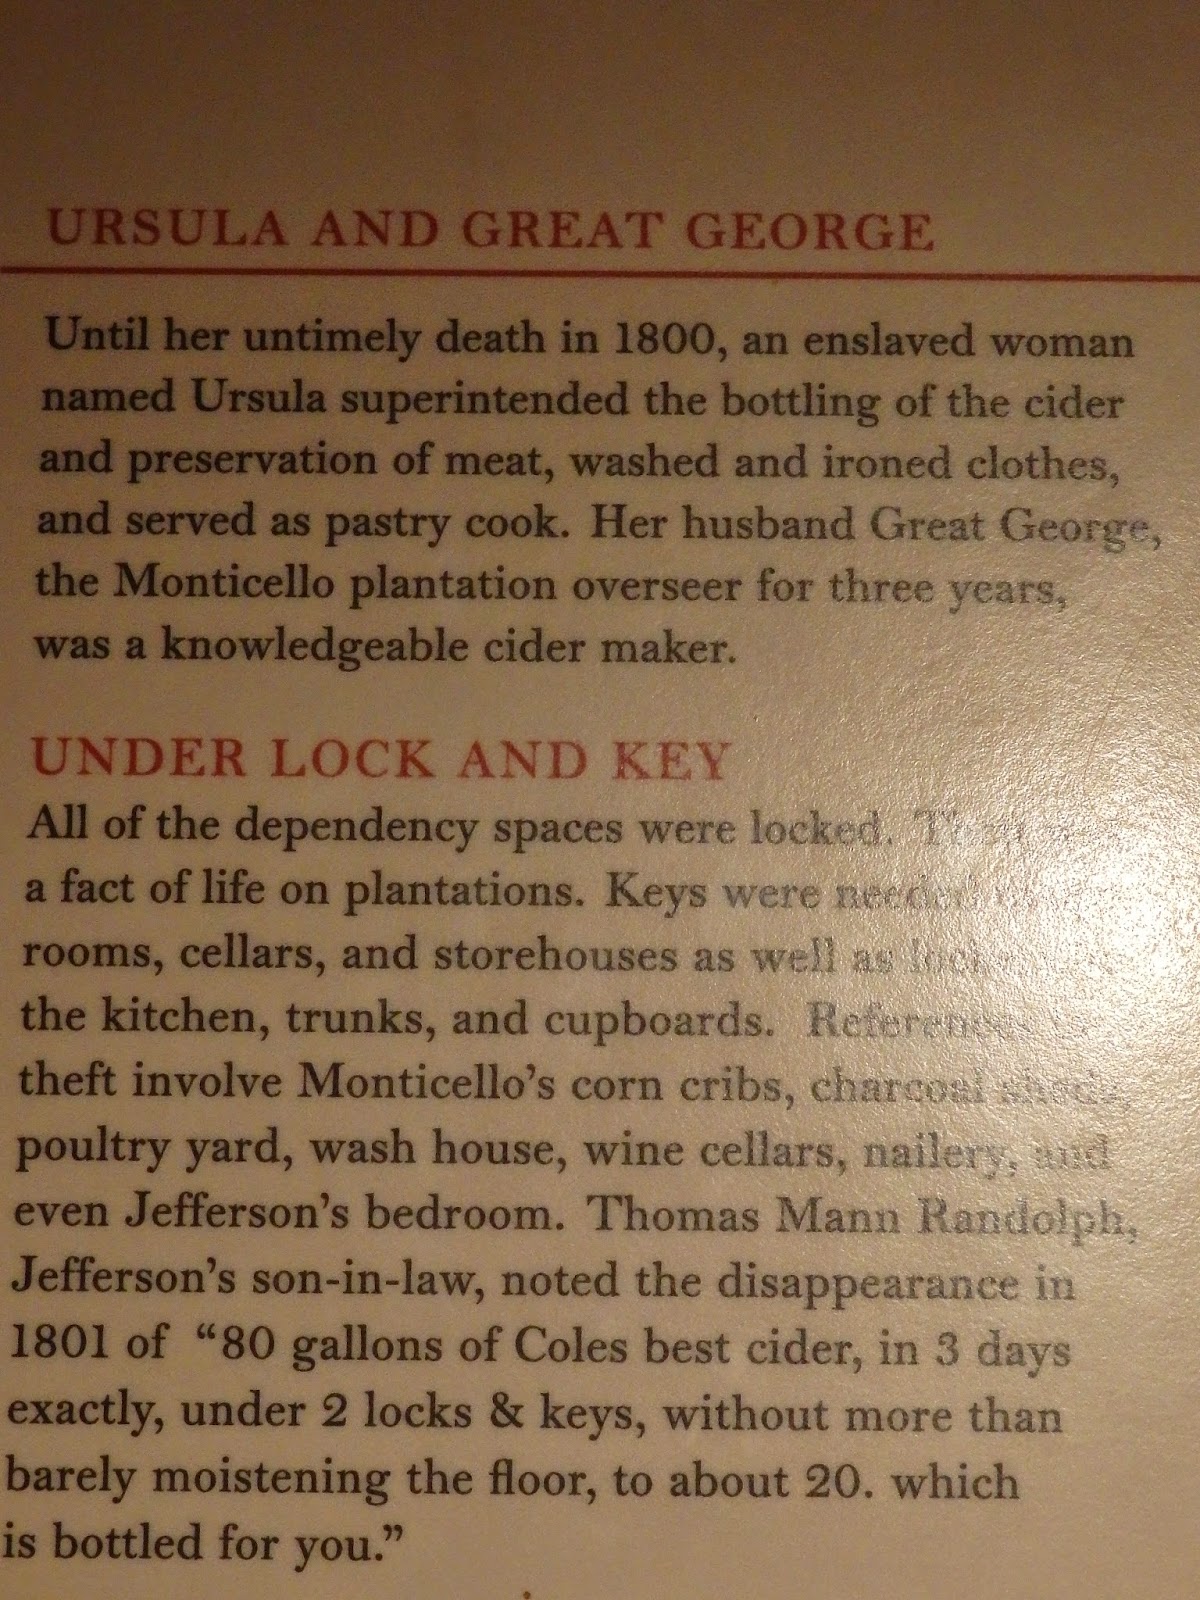 URSULA AND GREAT GEORGE
Until her untimely death in 1800, an enslaved woman
named Ursula superintended the bottling of the cider
and preservation of meat, washed and ironed clothes,
and served as pastry cook. Her husband Great George,
the Monticello plantation overseer for three years,
was a knowledgeable cider maker.
UNDER LOCK AND KEY
All of the dependency spaces were locked.
a fact of life on plantations. Keys were needed
rooms, cellars, and storehouses as well as
the kitchen, trunks, and cupboards.
theft involve Monticello's corn cribs, charcoal sheds,
poultry yard, wash house, wine cellars, nailery, and
even Jefferson's bedroom. Thomas Mann Randolph,
Jefferson's son-in-law, noted the disappearance in
1801 of “80 gallons of Coles best cider, in 3 days
exactly, under 2 locks & keys, without more than
barely moistening the floor, to about 20. which
is bottled for you.”